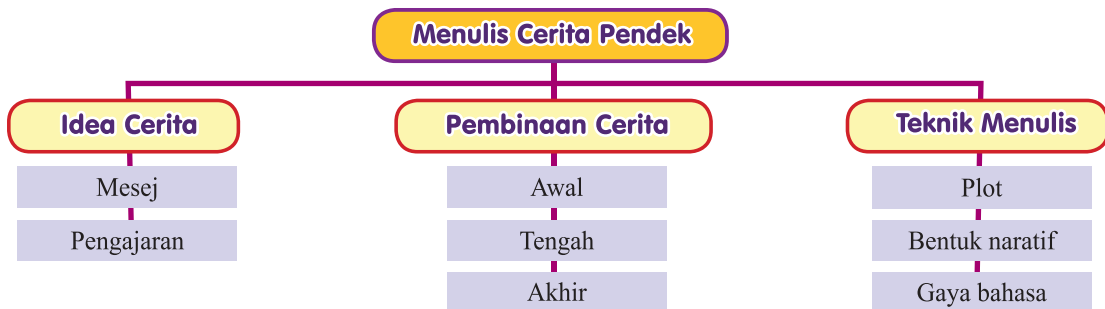 Menulis Cerita Pendek
Idea Cerita
Mesej
Pengajaran
Pembinaan Cerita
Awal
Tengah
Akhir
Teknik Menulis
Plot
Bentuk naratif
Gaya bahasa